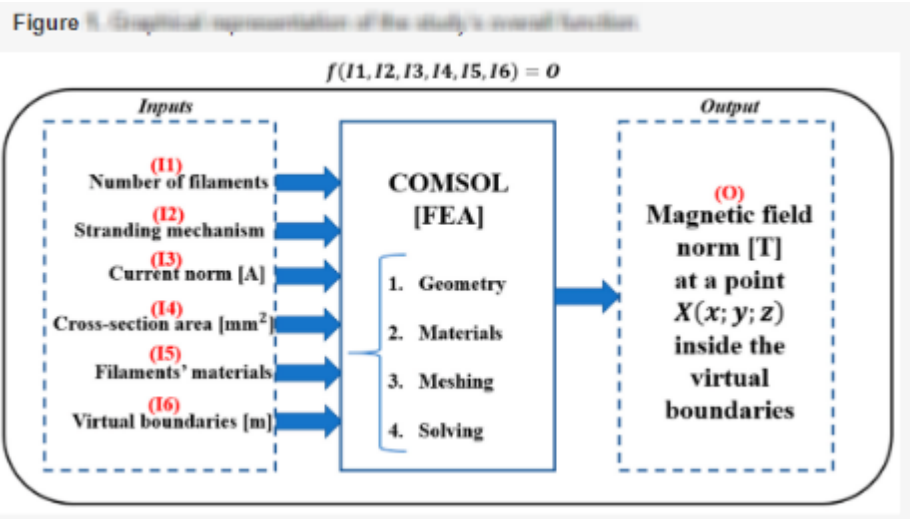 Figure
f(I1, I2, I3, I4, I5, I6) = O
Inputs
(I1)
Number of filaments
(I2)
Stranding mechanism
(I3)
Current norm [A]
(I4)
Cross-section area [mm²]
(I5)
Filaments’ materials
(I6)
Virtual boundaries [m]
COMSOL
[FEA]
1. Geometry
2. Materials
3. Meshing
4. Solving
Output
(O)
Magnetic field
norm [T]
at a point
X(x; y; z)
inside the
virtual
boundaries